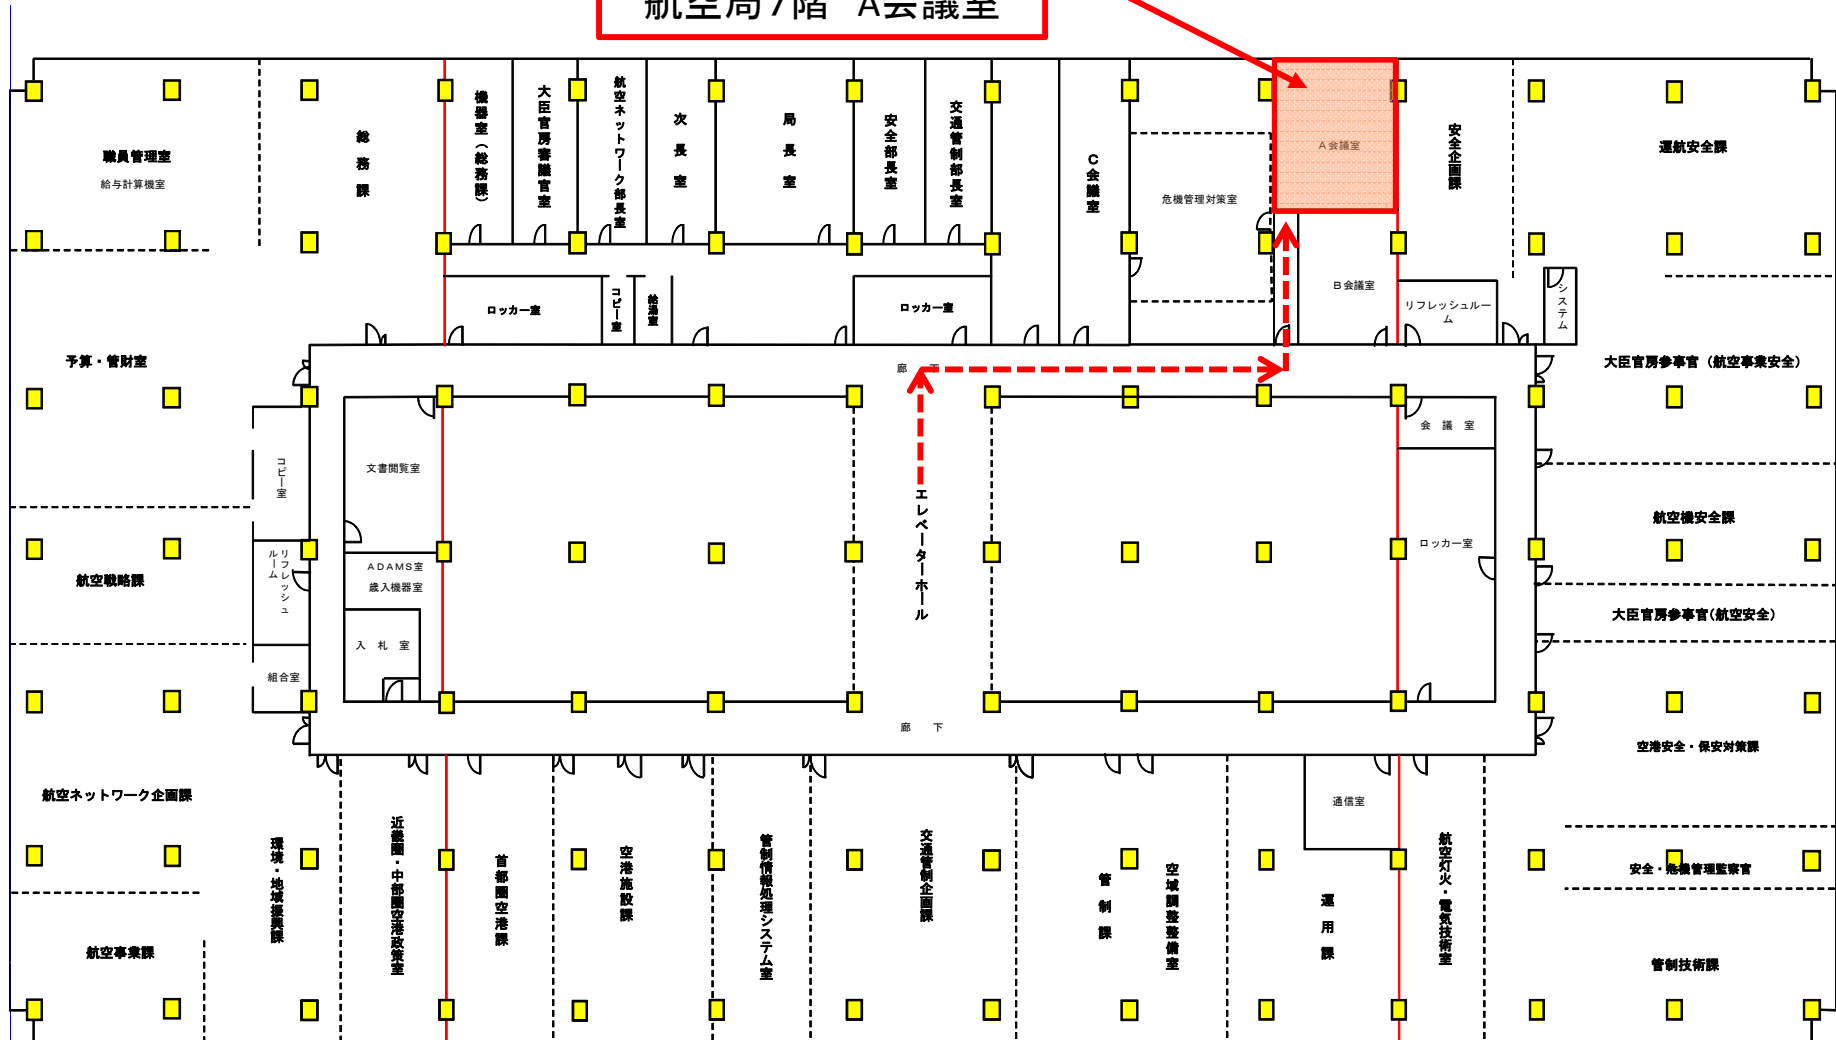 航空局7階 A会議室
職員管理室
給与計算機室
総務課
機器室（総務課）
大臣官房審議官室
航空ネットワーク部長室
次長室
局長室
安全部長室
交通管制部長室
C会議室
危機管理対策室
A会議室
安全企画課
運航安全課
ロッカー室
コピー室
給湯室
ロッカー室
B会議室
リフレッシュルー
ム
システム
予算・管財室
廊下
大臣官房参事官（航空事業安全）
コピー室
文書閲覧室
エレベーターホール
会議室
ロッカー室
航空機安全課
航空戦略課
リフレッシュ
ルーム
ADAMS室
歳入機器室
大臣官房参事官(航空安全)
入札室
組合室
廊下
空港安全・保安対策課
航空ネットワーク企画課
環境・地域振興課
近畿圏・中部圏空港政策室
首都圏空港課
空港施設課
管制情報処理システム室
交通管制企画課
管制課
空域調整整備室
運用課
通信室
航空灯火・電気技術室
安全・危機管理監察官
航空事業課
管制技術課